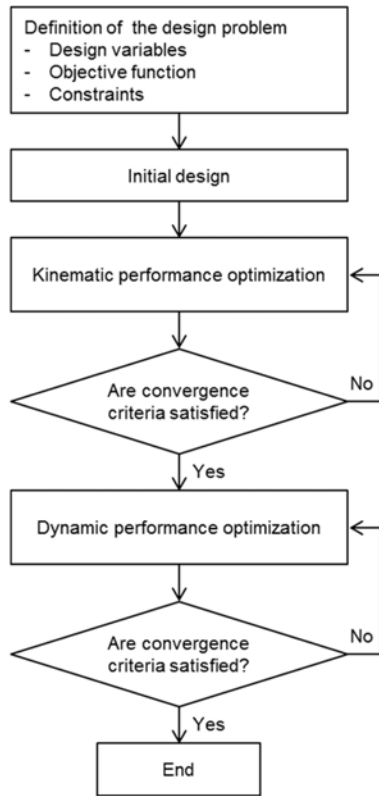 Definition of the design problem
- Design variables
- Objective function
- Constraints
Initial design
Kinematic performance optimization
Are convergence
criteria satisfied?
No
Yes
Dynamic performance optimization
Are convergence
criteria satisfied?
No
Yes
End